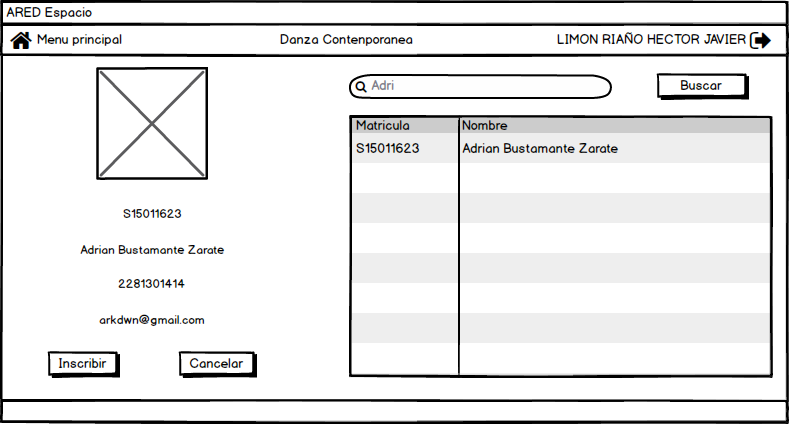 ARED Espacio
Menu principal
Danza Contenporanea
LIMON RIAÑO HECTOR JAVIER
Adri
Buscar
Matricula Nombre
S15011623 Adrian Bustamante Zarate
S15011623
Adrian Bustamante Zarate
2281301414
arkdwn@gmail.com
Inscribir
Cancelar